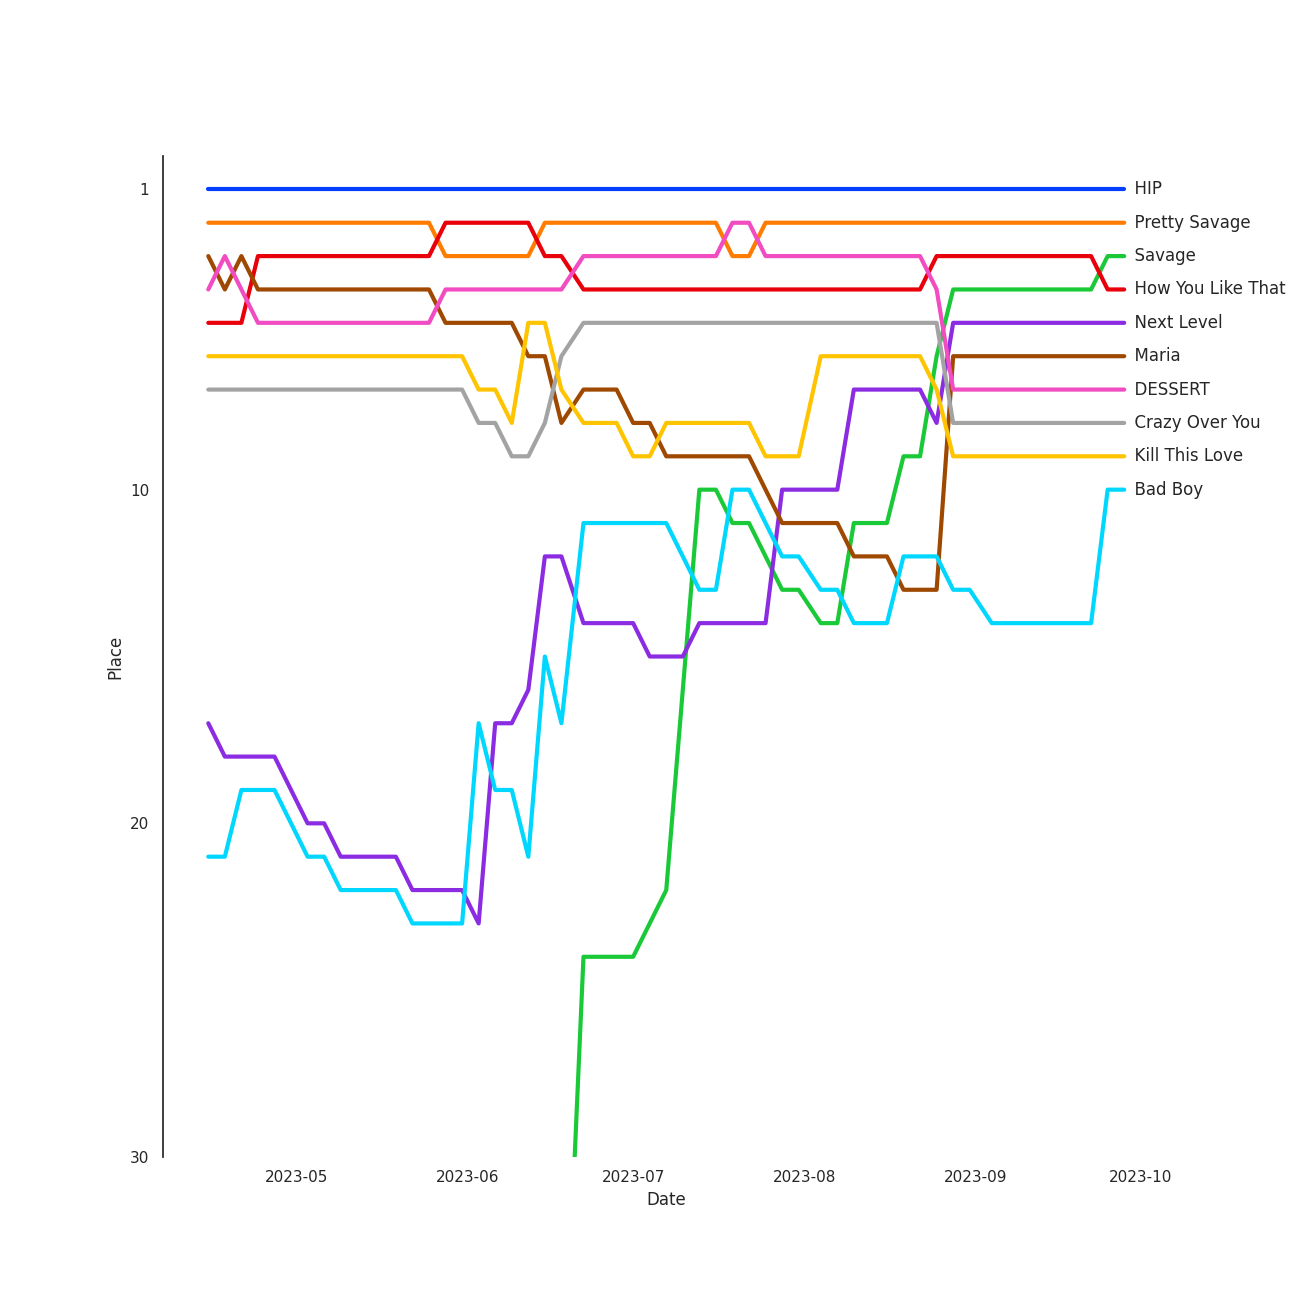 1
10
20
30
Place
2023-05
2023-06
2023-07
2023-08
2023-09
2023-10
Date
HIP
Pretty Savage
Savage
How You Like That
Next Level
Maria
DESSERT
Crazy Over You
Kill This Love
Bad Boy